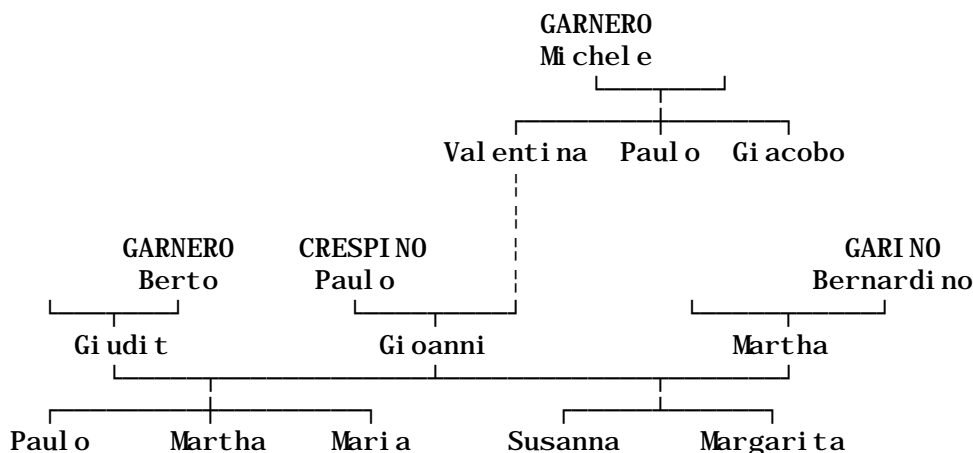 GARNERO
Michele
Valentina Paulo Giacobo
GARNERO CRESPINO GARINO
Berto Paulo Bernardino
Giudit Gioanni Martha
Paulo Martha Maria Susanna Margarita